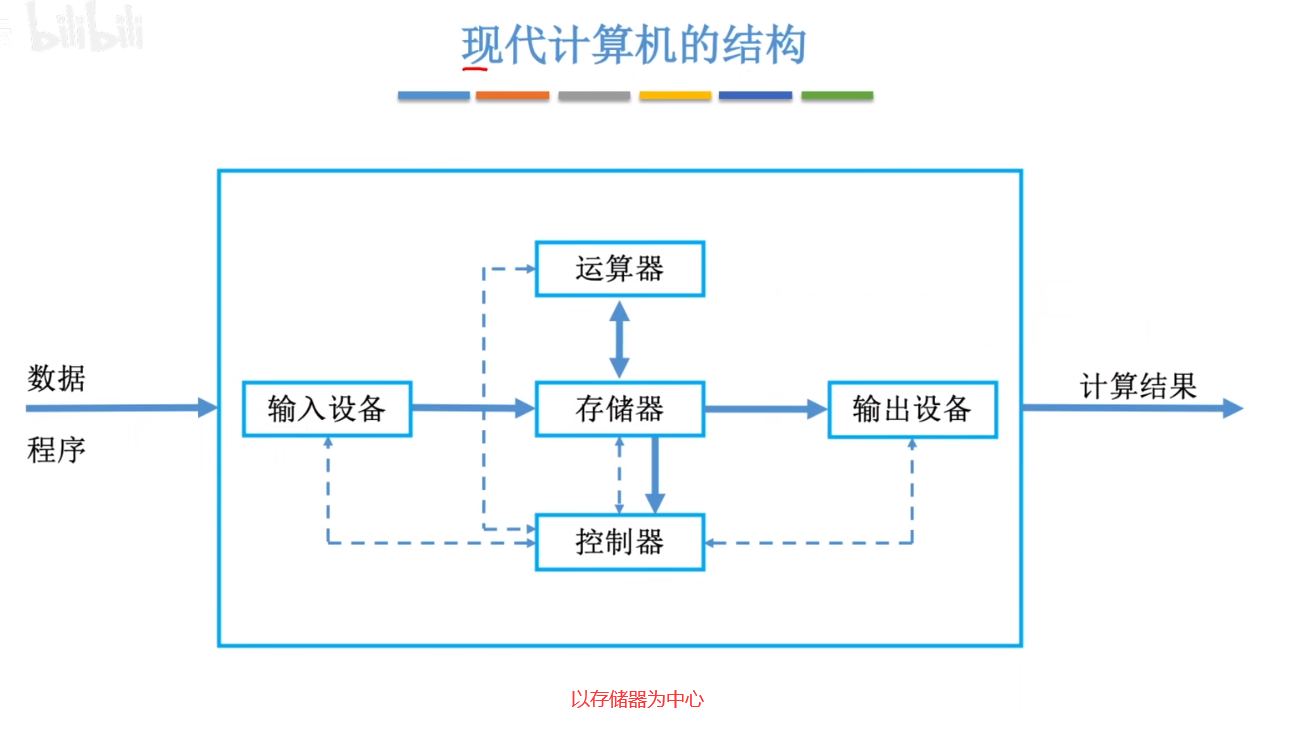 bilibili
现代计算机的结构
运算器
数据
程序
输入设备
存储器
输出设备
计算结果
控制器
以存储器为中心